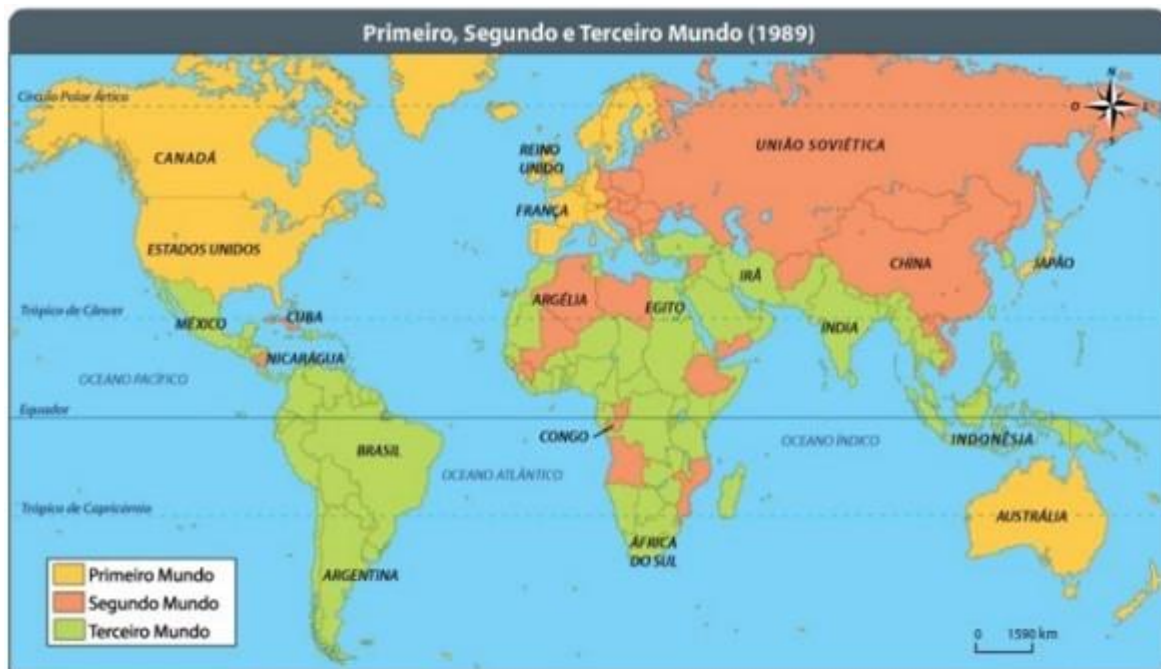 Primeiro, Segundo e Terceiro Mundo (1989)
Círculo Polar Ártico
N
O
L
S
CANADÁ
REINO
UNIDO
UNIÃO SOVIÉTICA
FRANÇA
ESTADOS UNIDOS
CHINA
JAPÃO
IRÃ
ARGÉLIA
EGITO
Trópico de Câncer
MÉXICO
CUBA
ÍNDIA
NICARÁGUA
OCEANO PACÍFICO
Equador
CONGO
OCEANO ÍNDICO
INDONÉSIA
BRASIL
OCEANO ATLÂNTICO
Trópico de Capricórnio
AUSTRÁLIA
ÁFRICA
DO SUL
ARGENTINA
Primeiro Mundo
Segundo Mundo
Terceiro Mundo
0 1590 km